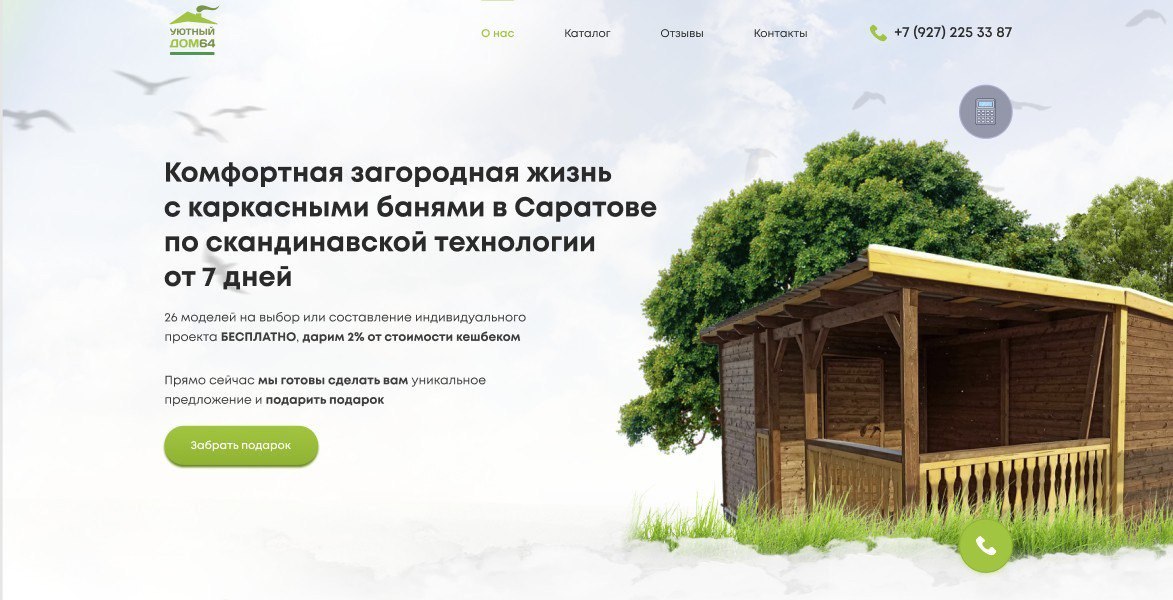 УЮТНЫЙ
ДОМ64
О нас
Каталог
Отзывы
Контакты
+7 (927) 225 33 87
Комфортная загородная жизнь
с каркасными банями в Саратове
по скандинавской технологии
от 7 дней
26 моделей на выбор или составление индивидуального
проекта БЕСПЛАТНО, дарим 2% от стоимости кешбеком
Прямо сейчас мы готовы сделать вам уникальное
предложение и подарить подарок
Забрать подарок